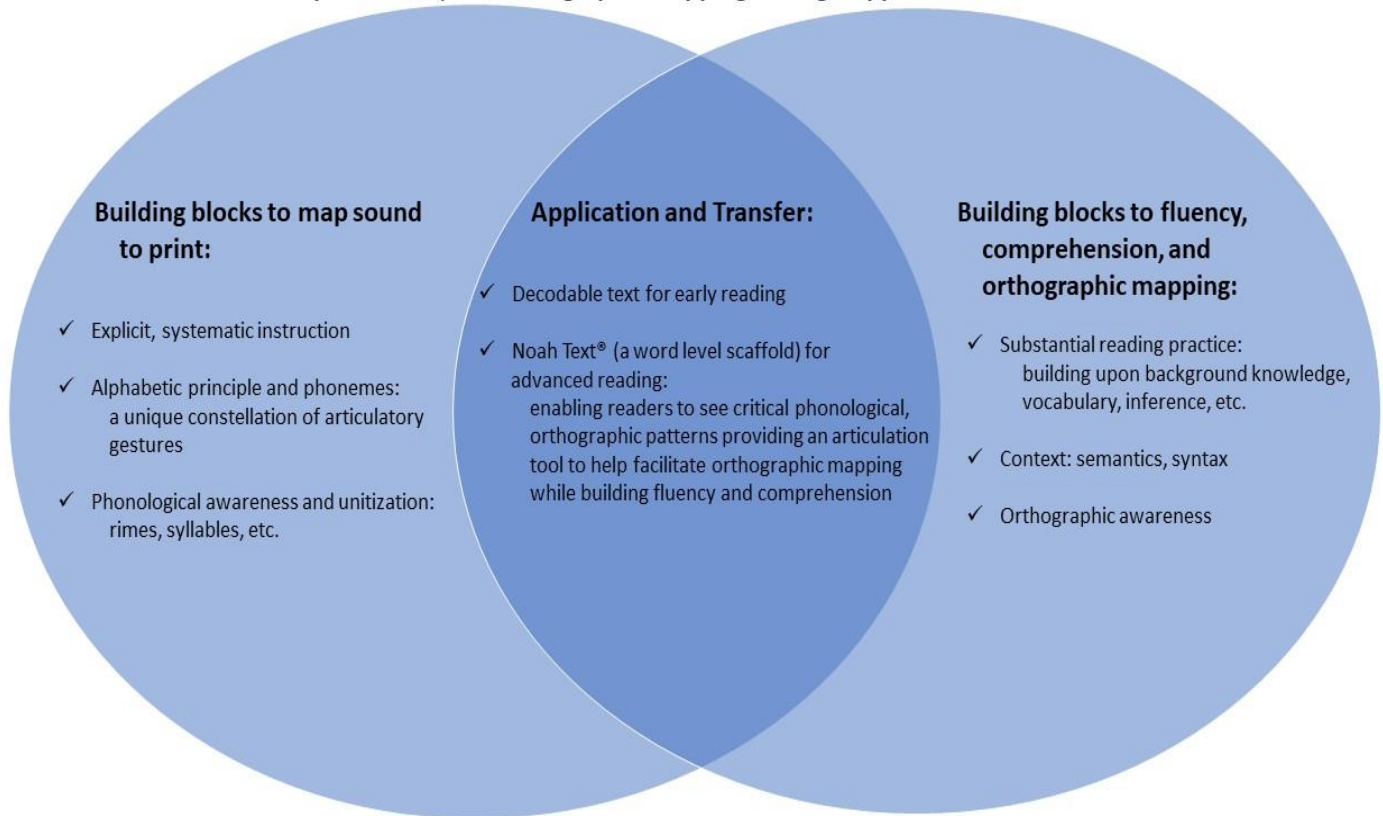 Building blocks to map sound
to print:
✓ Explicit, systematic instruction
✓ Alphabetic principle and phonemes:
a unique constellation of articulatory
gestures
✓ Phonological awareness and unitization:
rimes, syllables, etc.
Application and Transfer:
✓ Decodable text for early reading
✓ Noah Text® (a word level scaffold) for
advanced reading:
enabling readers to see critical phonological,
orthographic patterns providing an articulation
tool to help facilitate orthographic mapping
while building fluency and comprehension
Building blocks to fluency,
comprehension, and
orthographic mapping:
✓ Substantial reading practice:
building upon background knowledge,
vocabulary, inference, etc.
✓ Context: semantics, syntax
✓ Orthographic awareness